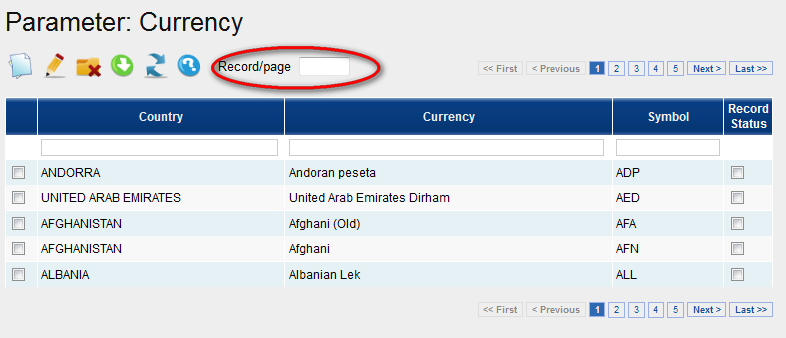 Parameter: Currency
Record/page
<< First < Previous 1 2 3 4 5 Next > Last >>
Country Currency Symbol Record Status
ANDORRA Andoran peseta ADP
UNITED ARAB EMIRATES United Arab Emirates Dirham AED
AFGHANISTAN Afghani (Old) AFA
AFGHANISTAN Afghani AFN
ALBANIA Albanian Lek ALL
<< First < Previous 1 2 3 4 5 Next > Last >>